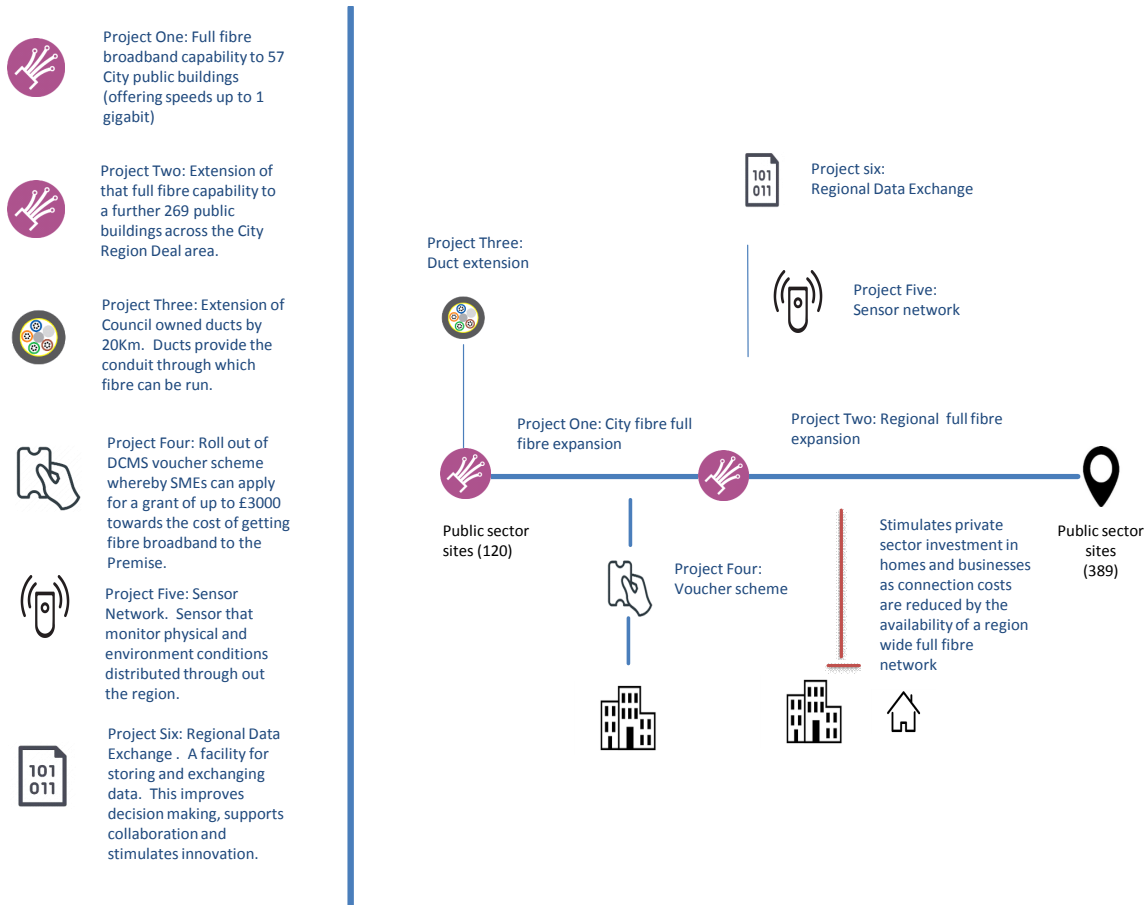 Project One: Full fibre
broadband capability to 57
City public buildings
(offering speeds up to 1
gigabit)
Project Two: Extension of
that full fibre capability to
a further 269 public
buildings across the City
Region Deal area.
Project Three: Extension of
Council owned ducts by
20Km. Ducts provide the
conduit through which
fibre can be run.
Project Four: Roll out of
DCMS voucher scheme
whereby SMEs can apply
for a grant of up to £3000
towards the cost of getting
fibre broadband to the
Premise.
Project Five: Sensor
Network. Sensor that
monitor physical and
environment conditions
distributed through out
the region.
101
011
Project Six: Regional Data
Exchange . A facility for
storing and exchanging
data. This improves
decision making, supports
collaboration and
stimulates innovation.
101
011
Project six:
Regional Data Exchange
Project Three:
Duct extension
Project Five:
Sensor network
Project One: City fibre full
fibre expansion
Project Two: Regional full fibre
expansion
Public sector
sites (120)
Project Four:
Voucher scheme
Stimulates private
sector investment in
homes and businesses
as connection costs
are reduced by the
availability of a region
wide full fibre
network
Public sector
sites
(389)